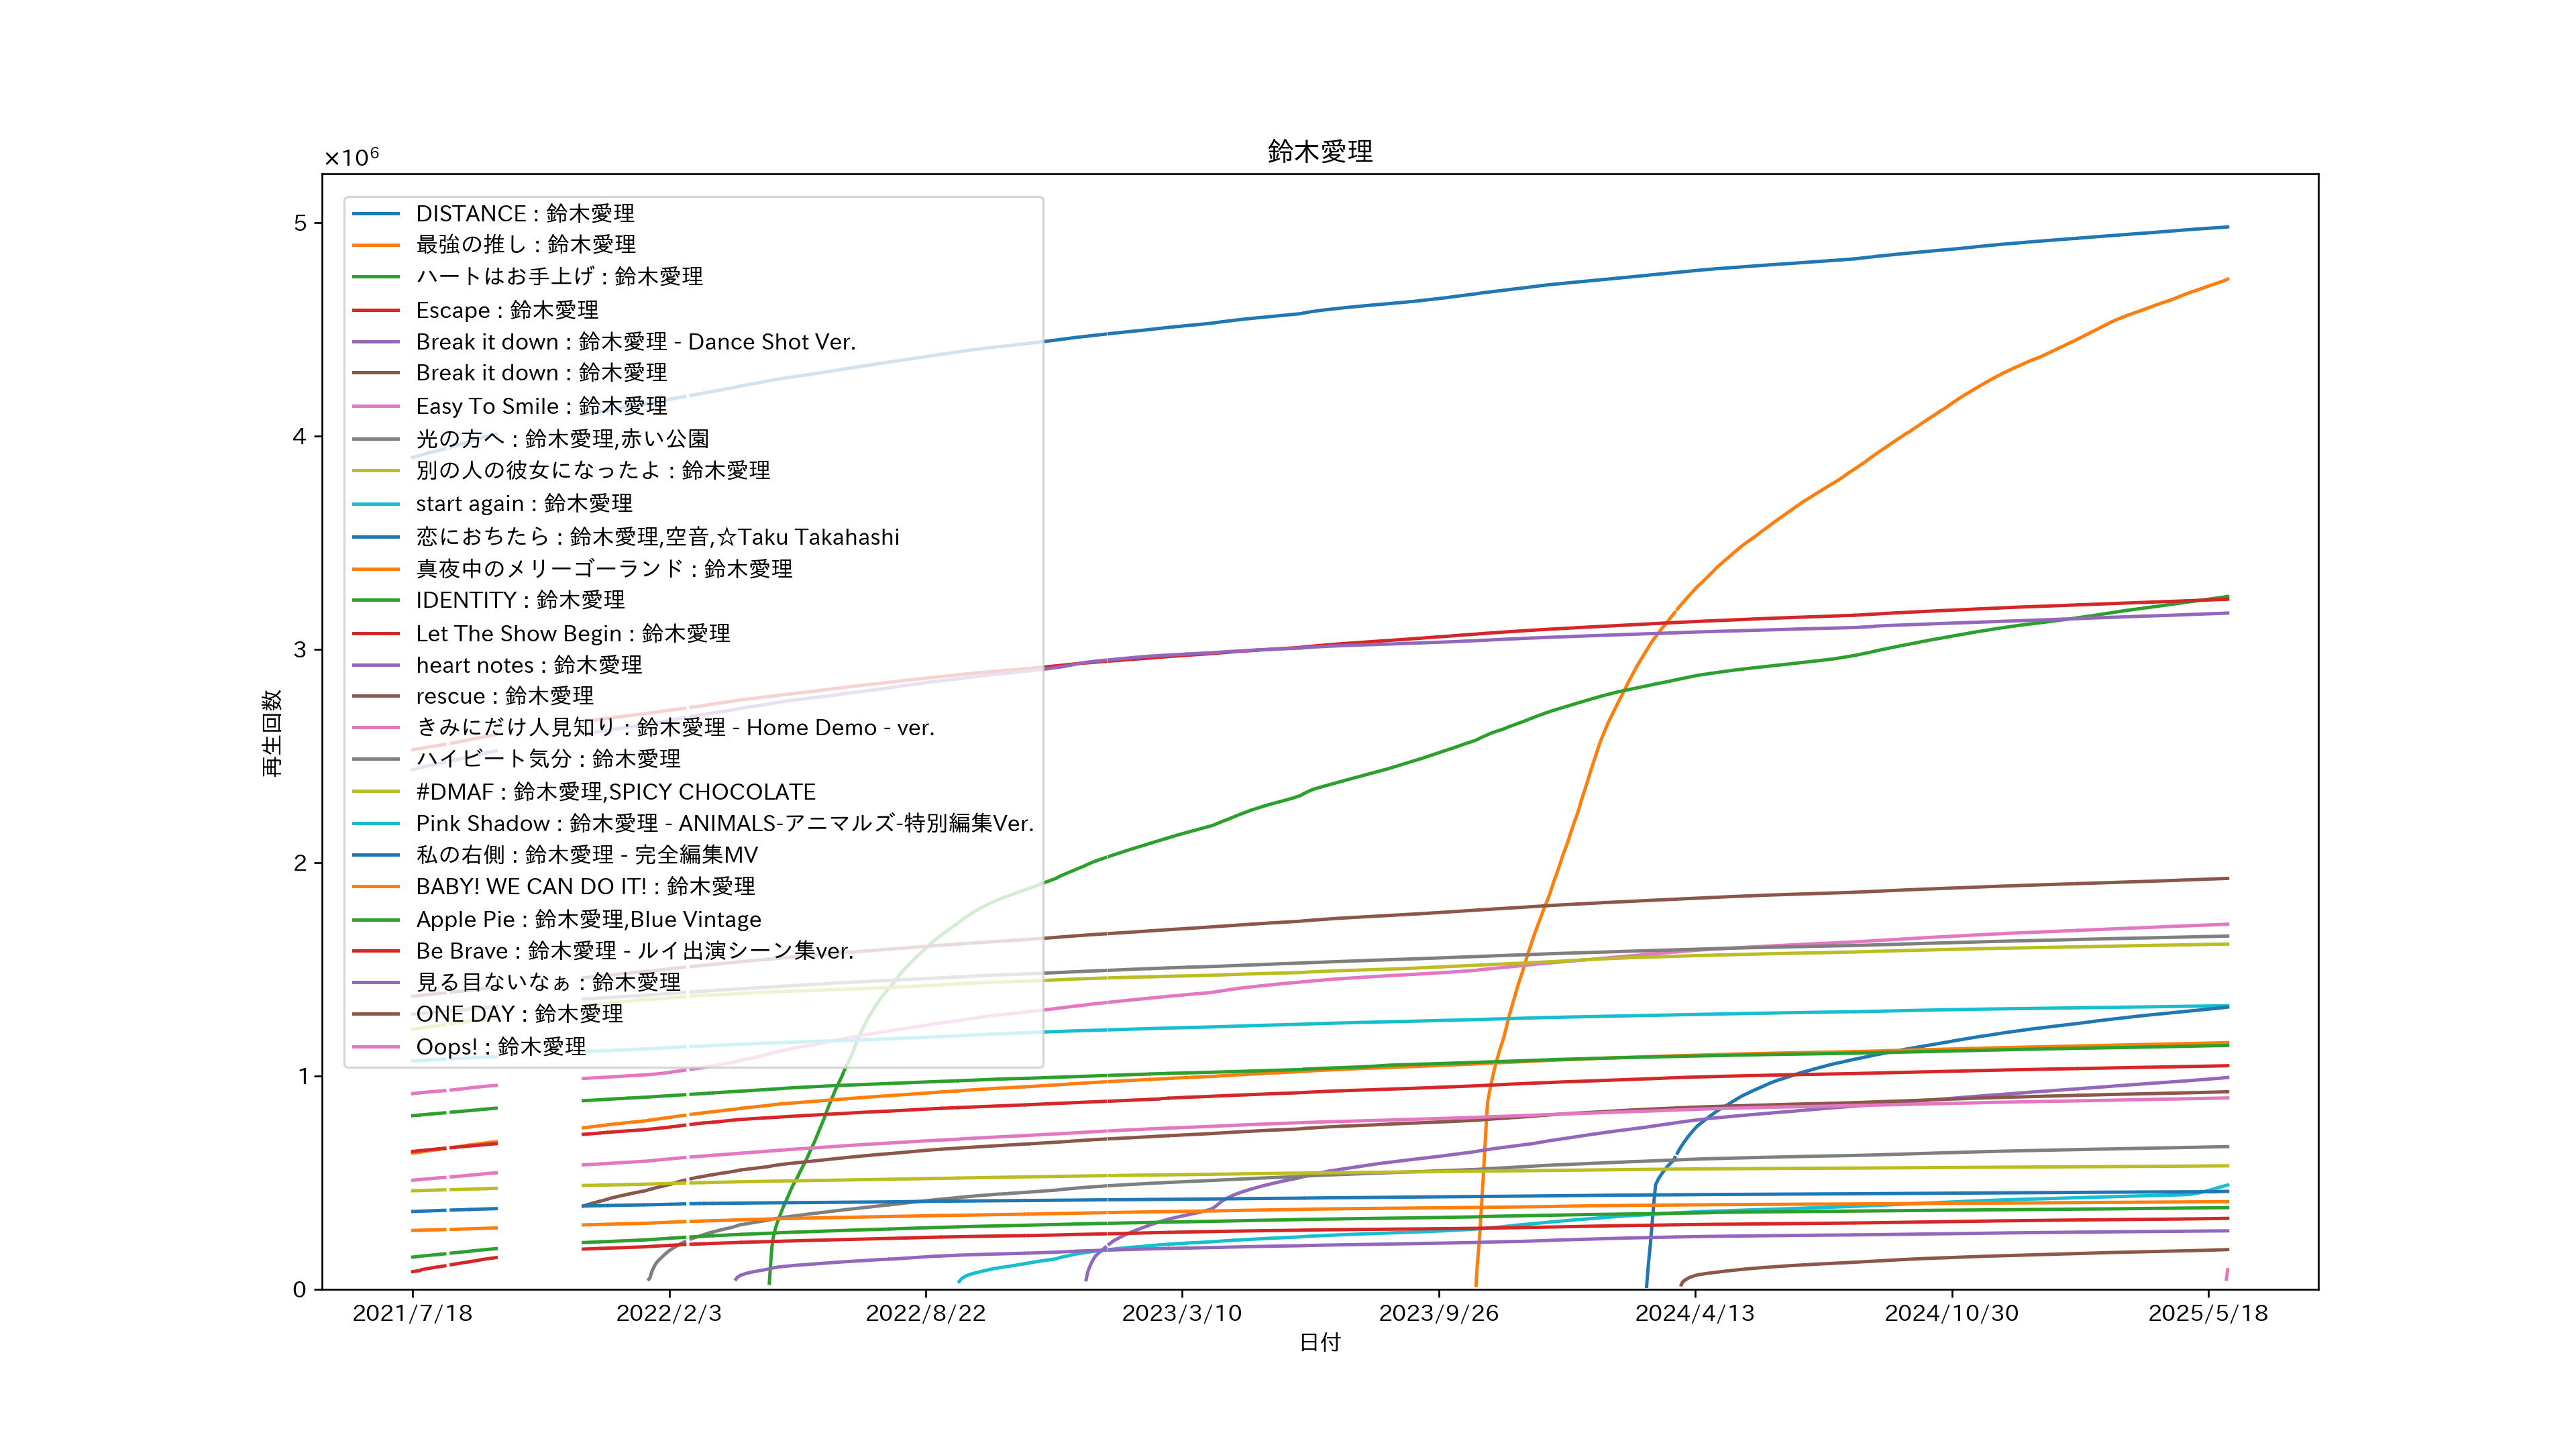 鈴木愛理
×10⁶
5
4
3
2
1
0
再生回数
DISTANCE : 鈴木愛理
最強の推し : 鈴木愛理
ハートはお手上げ : 鈴木愛理
Escape : 鈴木愛理
Break it down : 鈴木愛理 - Dance Shot Ver.
Break it down : 鈴木愛理
Easy To Smile : 鈴木愛理
光の方へ : 鈴木愛理,赤い公園
別の人の彼女になったよ : 鈴木愛理
start again : 鈴木愛理
恋におちたら : 鈴木愛理,空音,☆Taku Takahashi
真夜中のメリーゴーランド : 鈴木愛理
IDENTITY : 鈴木愛理
Let The Show Begin : 鈴木愛理
heart notes : 鈴木愛理
rescue : 鈴木愛理
きみにだけ人見知り : 鈴木愛理 - Home Demo - ver.
ハイビート気分 : 鈴木愛理
#DMAF : 鈴木愛理,SPICY CHOCOLATE
Pink Shadow : 鈴木愛理 - ANIMALS-アニマルズ-特別編集Ver.
私の右側 : 鈴木愛理 - 完全編集MV
BABY! WE CAN DO IT! : 鈴木愛理
Apple Pie : 鈴木愛理,Blue Vintage
Be Brave : 鈴木愛理 - ルイ出演シーン集ver.
見る目ないなぁ : 鈴木愛理
ONE DAY : 鈴木愛理
Oops! : 鈴木愛理
2021/7/18
2022/2/3
2022/8/22
2023/3/10
2023/9/26
2024/4/13
2024/10/30
2025/5/18
日付